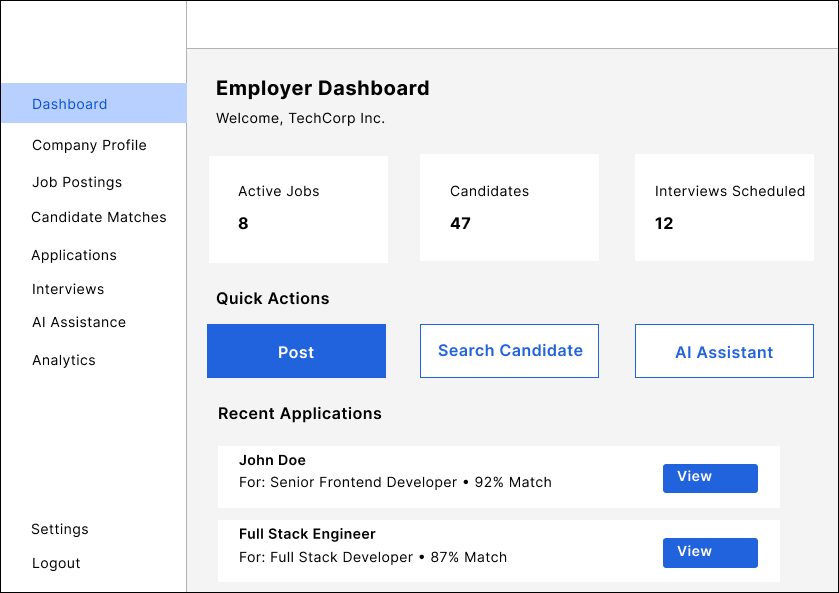 Dashboard
Company Profile
Job Postings
Candidate Matches
Applications
Interviews
AI Assistance
Analytics
Settings
Logout
Employer Dashboard
Welcome, TechCorp Inc.
Active Jobs
8
Candidates
47
Interviews Scheduled
12
Quick Actions
Post
Search Candidate
AI Assistant
Recent Applications
John Doe
For: Senior Frontend Developer • 92% Match
View
Full Stack Engineer
For: Full Stack Developer • 87% Match
View